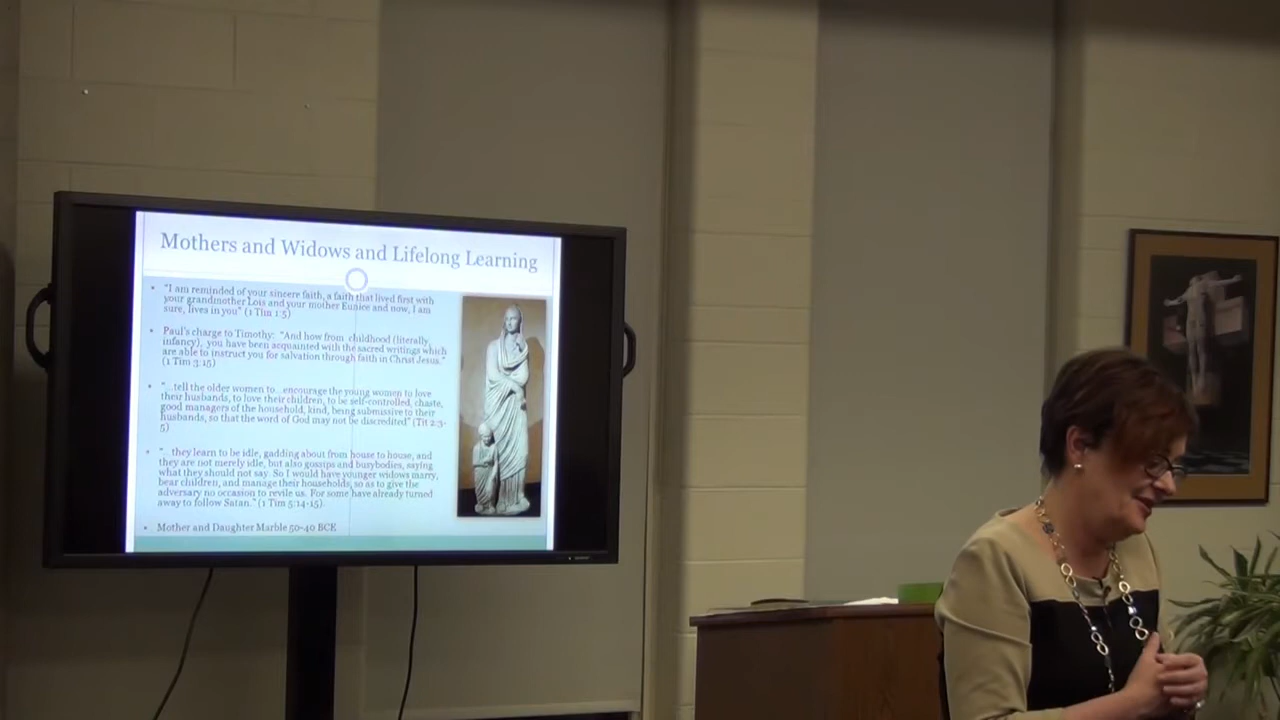 Mothers and Widows and Lifelong Learning
• "I am reminded of your sincere faith, a faith that lived first with
your grandmother Lois and your mother Eunice and now, I am
sure, lives in you" (1 Tim 1:5)
• Paul's charge to Timothy: "And how from childhood (literally,
infancy), you have been acquainted with the sacred writings which
are able to instruct you for salvation through faith in Christ Jesus."
(1 Tim 3:15)
• "...tell the older women to...encourage the young women to love
their husbands, to love their children, to be self-controlled, chaste,
good managers of the household, kind, being submissive to their
husbands, so that the word of God may not be discredited" (Tit 2:3-
5)
• "...they learn to be idle, gadding about from house to house, and
they are not merely idle, but also gossips and busybodies, saying
what they should not say. So I would have younger widows marry,
bear children, and manage their households, so as to give the
adversary no occasion to revile us. For some have already turned
away to follow Satan." (1 Tim 5:14-15)
• Mother and Daughter Marble 50-40 BCE